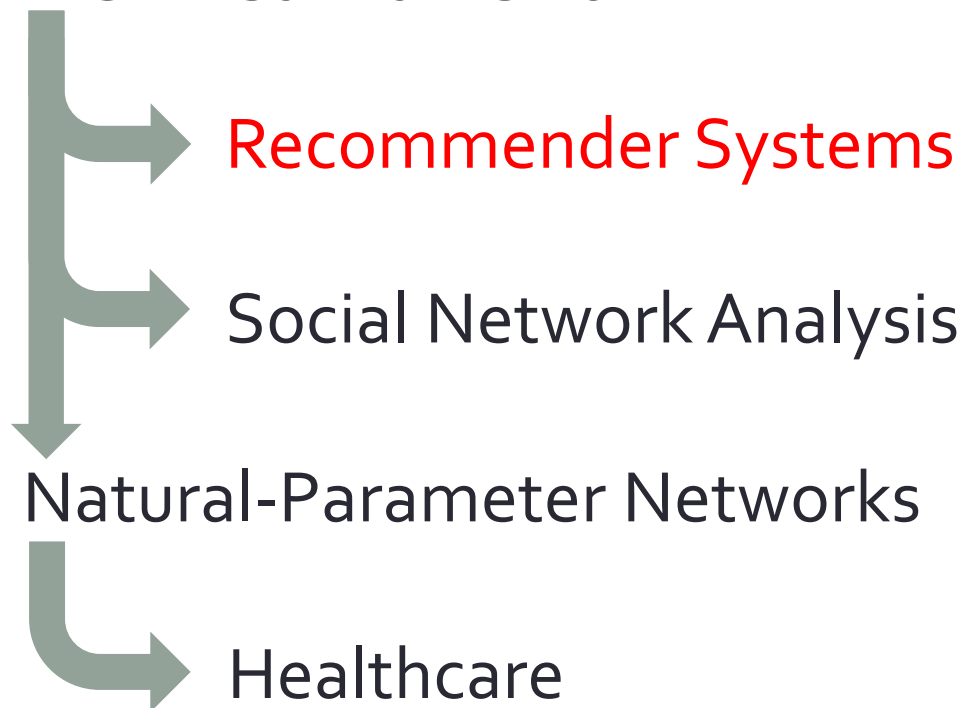 Recommender Systems
Social Network Analysis
Natural-Parameter Networks
Healthcare